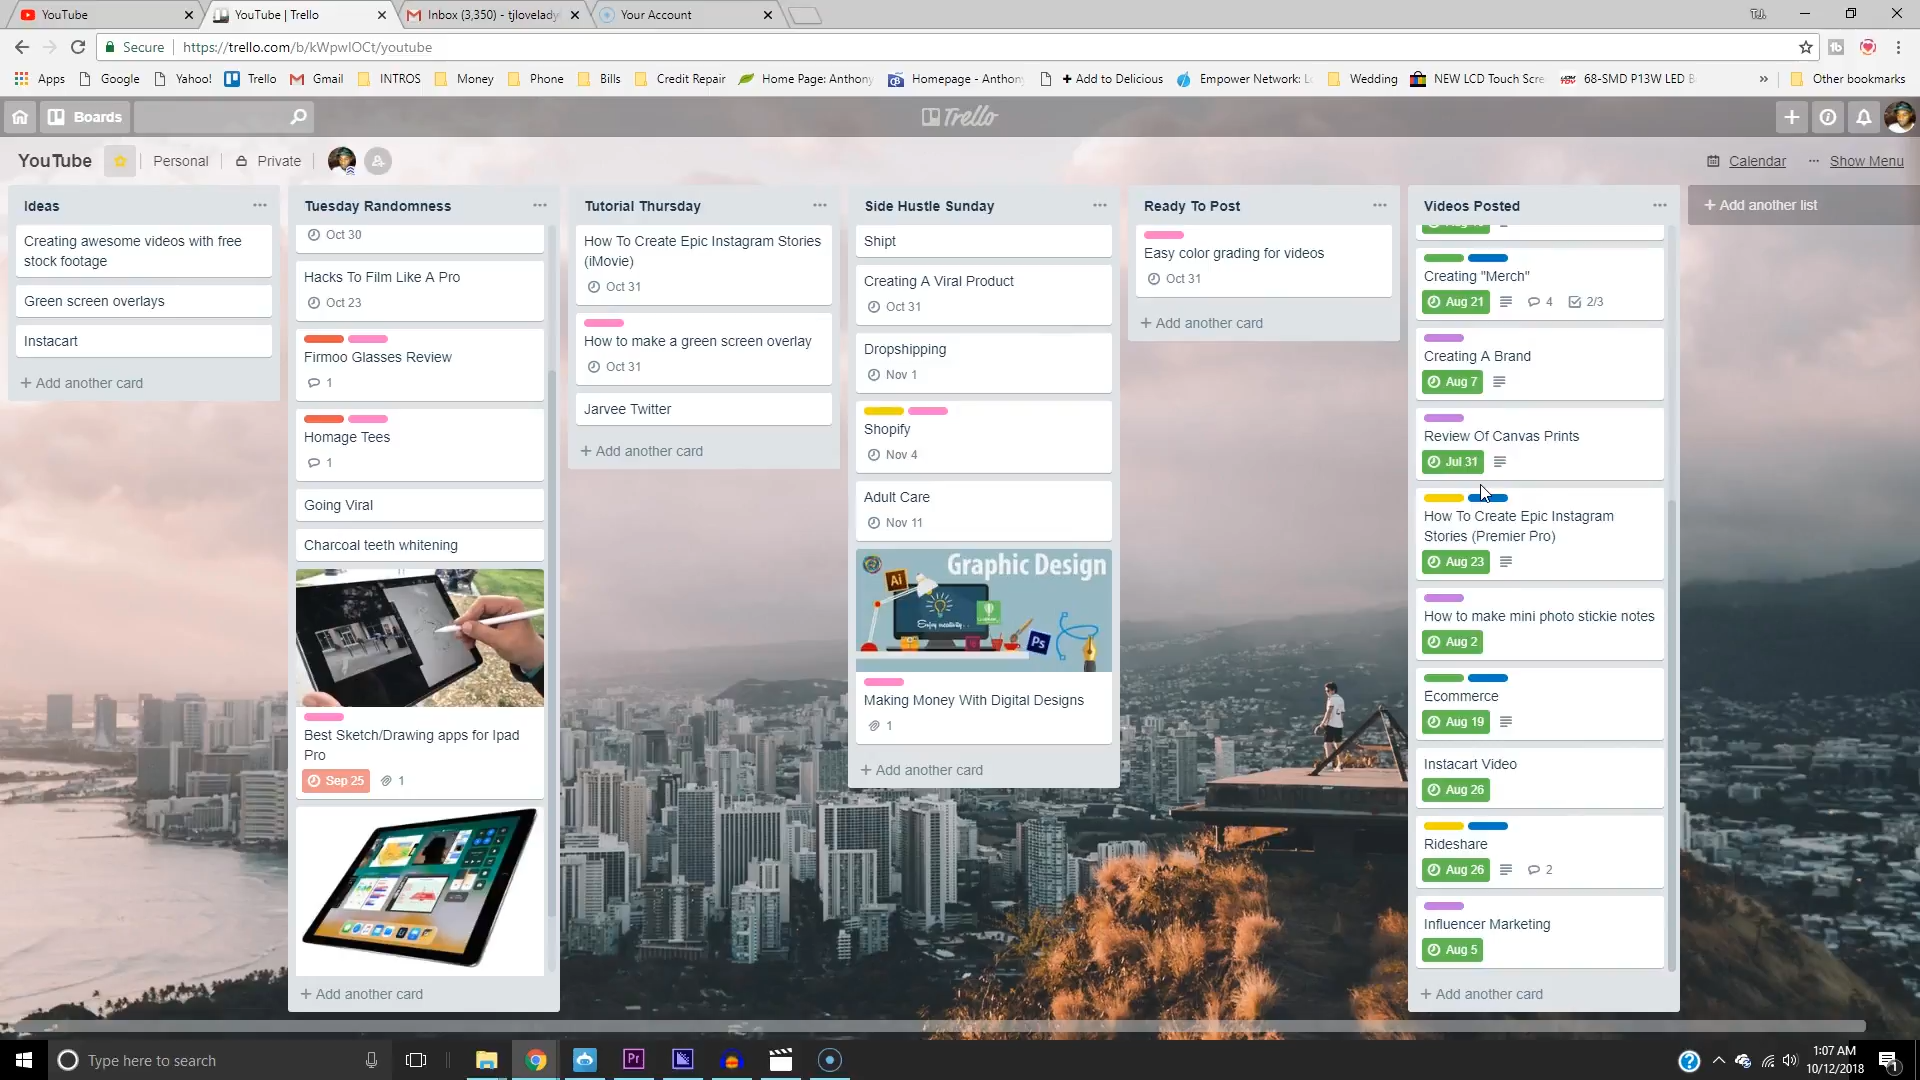 YouTube
YouTube | Trello
Inbox (3,350) - tjlovelady
Your Account
T.J.
Secure
https://trello.com/b/kWpwIOCt/youtube
Apps
Google
Yahoo!
Trello
Gmail
INTROS
Money
Phone
Bills
Credit Repair
Home Page: Anthony
Homepage - Anthony
+ Add to Delicious
Empower Network:
Wedding
NEW LCD Touch Scre
68-SMD P13W LED
»
Other bookmarks
Boards
Trello
YouTube
Personal
Private
Calendar
Show Menu
Ideas
Creating awesome videos with free
stock footage
Green screen overlays
Instacart
+ Add another card
Tuesday Randomness
Oct 30
Hacks To Film Like A Pro
Oct 23
Firmoo Glasses Review
1
Homage Tees
1
Going Viral
Charcoal teeth whitening
Best Sketch/Drawing apps for Ipad
Pro
Sep 25
1
+ Add another card
Tutorial Thursday
How To Create Epic Instagram Stories
(iMovie)
Oct 31
How to make a green screen overlay
Oct 31
Jarvee Twitter
+ Add another card
Side Hustle Sunday
Shipt
Creating A Viral Product
Oct 31
Dropshipping
Nov 1
Shopify
Nov 4
Adult Care
Nov 11
Graphic Design
Ai
Enjoy creativity...
Ps
Making Money With Digital Designs
1
+ Add another card
Ready To Post
Easy color grading for videos
Oct 31
+ Add another card
Videos Posted
Creating "Merch"
Aug 21
4
2/3
Creating A Brand
Aug 7
Review Of Canvas Prints
Jul 31
How To Create Epic Instagram
Stories (Premier Pro)
Aug 23
How to make mini photo stickie notes
Aug 2
Ecommerce
Aug 19
Instacart Video
Aug 26
Rideshare
Aug 26
2
Influencer Marketing
Aug 5
+ Add another card
+ Add another list
Type here to search
Pr
1:07 AM
10/12/2018
1